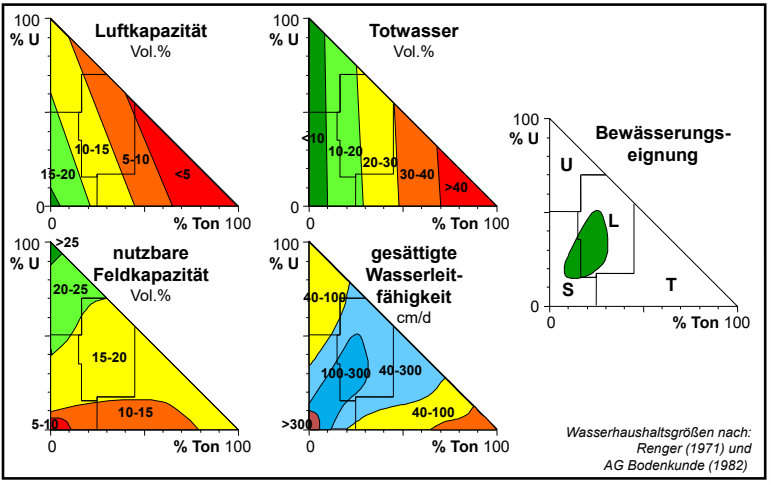 Luftkapazität
Vol.%
100
% U
10-15
5-10
15-20
<5
0
0
% Ton
100
Totwasser
Vol.%
100
% U
<10
10-20
20-30
30-40
>40
0
0
% Ton
100
nutzbare
Feldkapazität
Vol.%
100
% U
>25
20-25
15-20
10-15
5-10
0
% Ton
100
gesättigte
Wasserleit-
fähigkeit
cm/d
100
% U
40-100
100-300
40-300
40-100
>300
0
% Ton
100
Bewässerungs-
eignung
100
% U
U
L
S
T
0
0
% Ton
100
Wasserhaushaltsgrößen nach:
Renger (1971) und
AG Bodenkunde (1982)